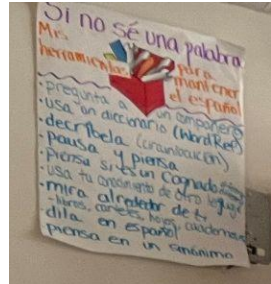 Si no sé una palabra
Mr.
herramientas para
mantener
el español
• pregunta a un compañero
• usa un diccionario (WordRef)
• decríbela (circunlocución)
• pausa y piensa
• piensa si es un cognado
• usa tu conocimiento de otro
• mira alrededor de ti
- libros, carteles, hojas, cuadernos
• dila en español
piensa en un sinónimo